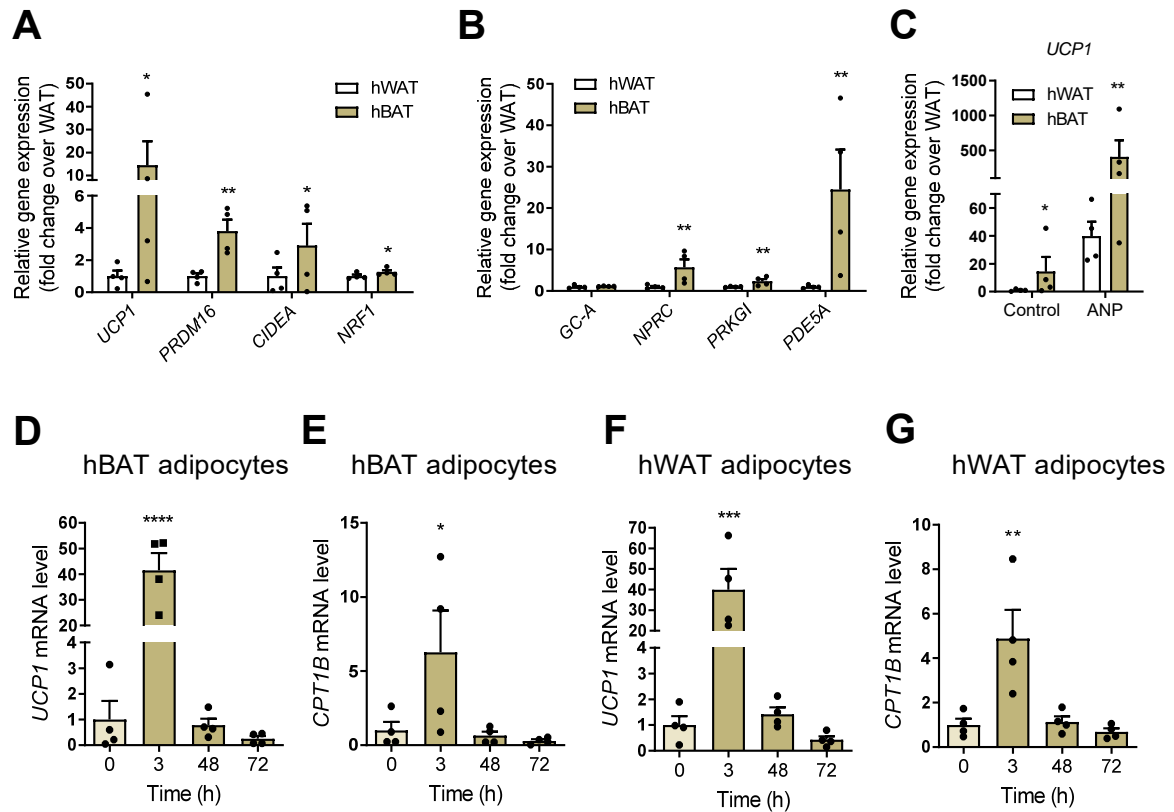 A
Relative gene expression
(fold change over WAT)
50
40
30
20
10
6
4
2
0
*
**
*
*
hWAT
hBAT
UCP1
PRDM16
CIDEA
NRF1
B
Relative gene expression
(fold change over WAT)
50
40
30
20
10
0
hWAT
hBAT
**
**
**
GC-A
NPRC
PRKGI
PDE5A
C
UCP1
Relative gene expression
(fold change over WAT)
1500
1000
500
80
60
40
20
0
hWAT
hBAT
*
**
Control
ANP
D
hBAT adipocytes
UCP1 mRNA level
60
50
40
30
20
4
3
2
1
0
****
0 3 48 72
Time (h)
E
hBAT adipocytes
CPT1B mRNA level
15
10
5
0
*
0 3 48 72
Time (h)
F
hWAT adipocytes
UCP1 mRNA level
70
60
50
40
30
20
4
3
2
1
0
***
0 3 48 72
Time (h)
G
hWAT adipocytes
CPT1B mRNA level
10
8
6
4
2
0
**
0 3 48 72
Time (h)